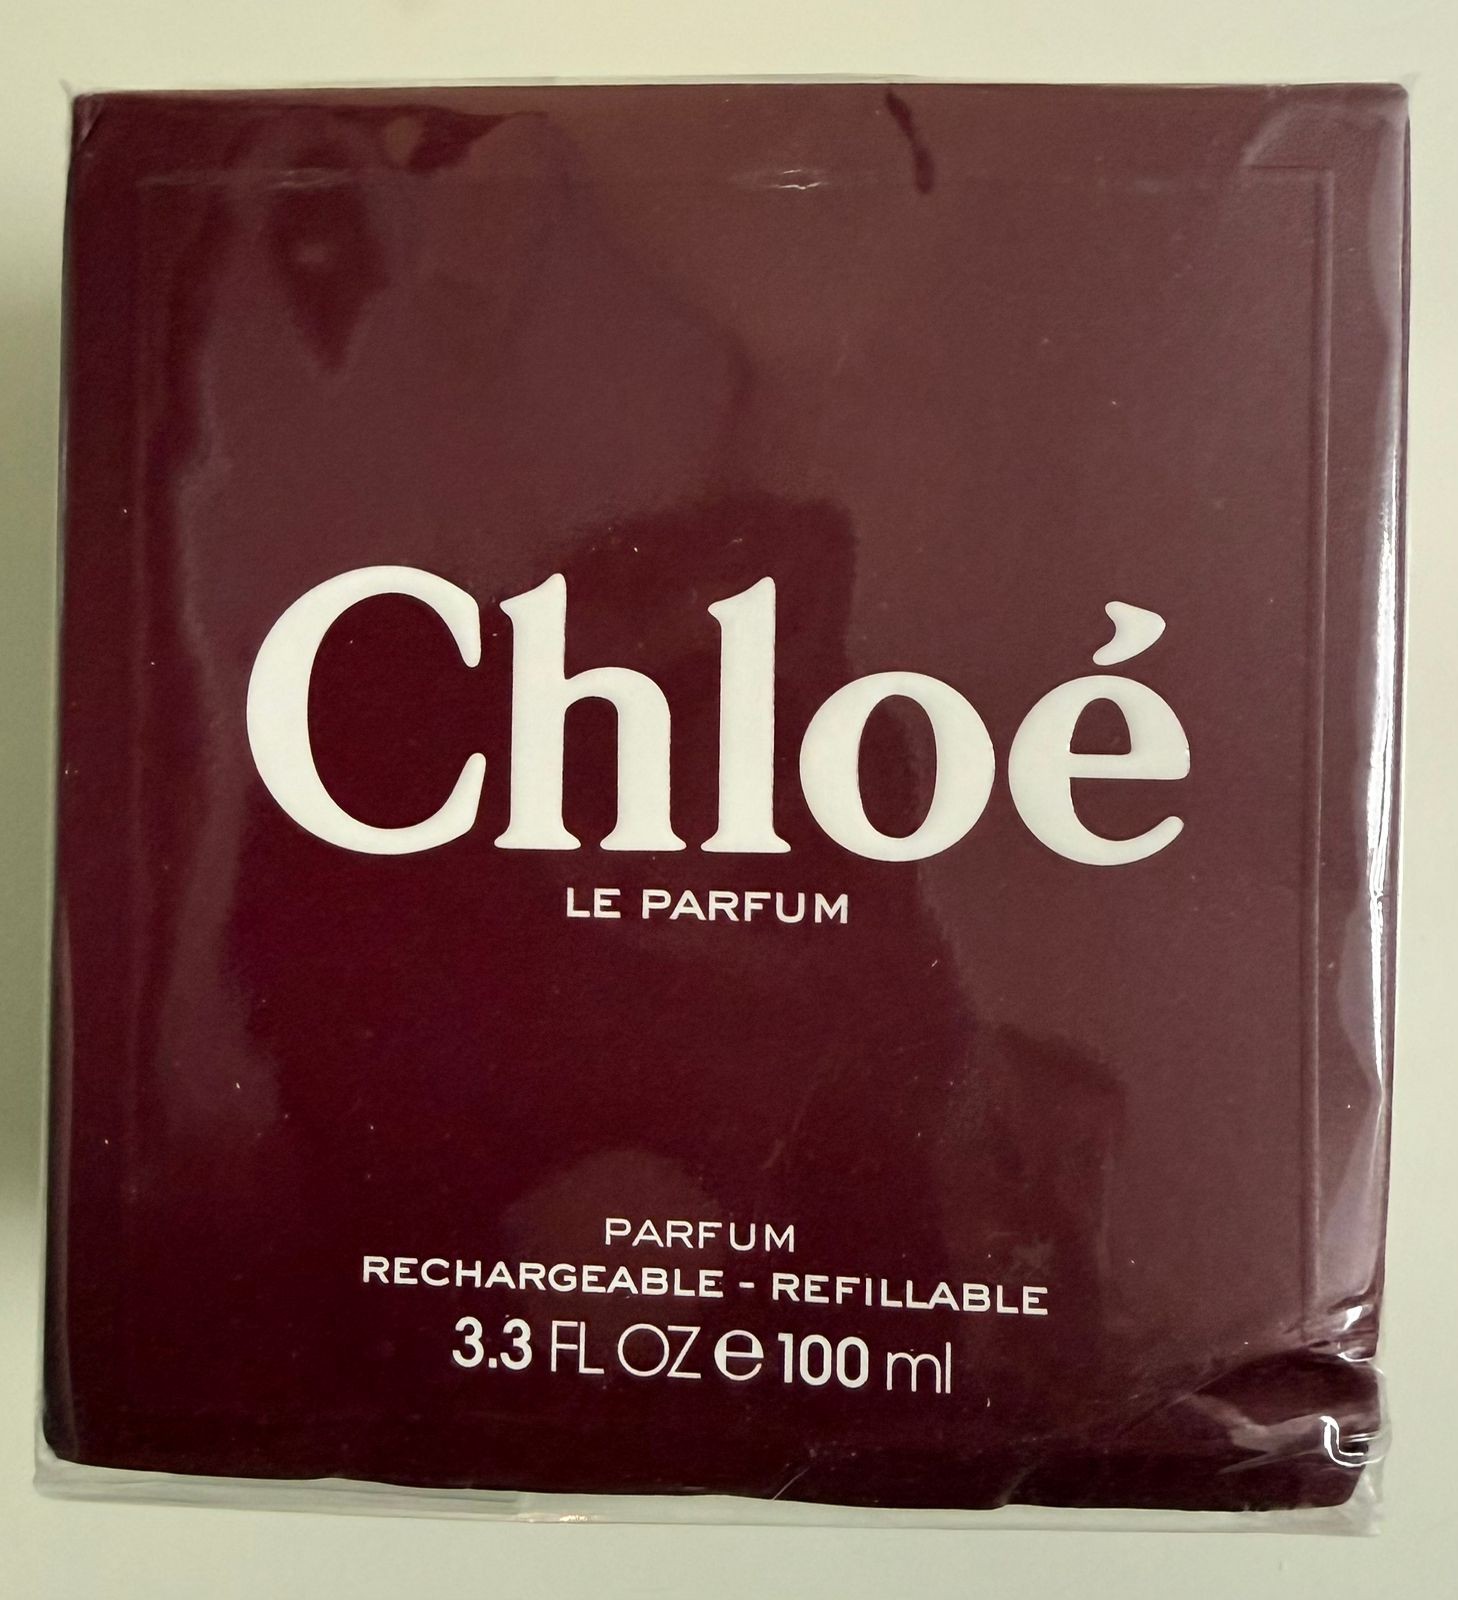 Chloé
LE PARFUM
PARFUM
RECHARGEABLE - REFILLABLE
3.3 FL OZ e 100 ml